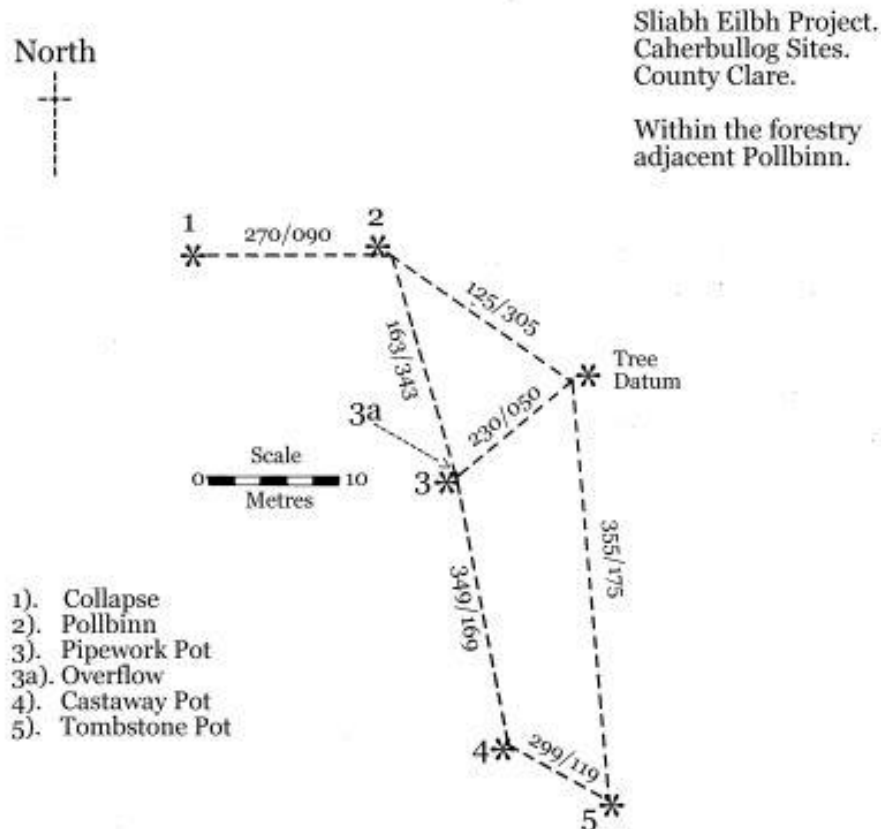 Sliabh Eilbh Project.
Caherbullog Sites.
County Clare.
Within the forestry
adjacent Pollbinn.
North
1
2
270/090
125/305
163/343
Tree
Datum
3a
230/050
Scale
0
10
Metres
3
355/175
349/169
1). Collapse
2). Pollbinn
3). Pipework Pot
3a). Overflow
4). Castaway Pot
5). Tombstone Pot
4
299/119
5